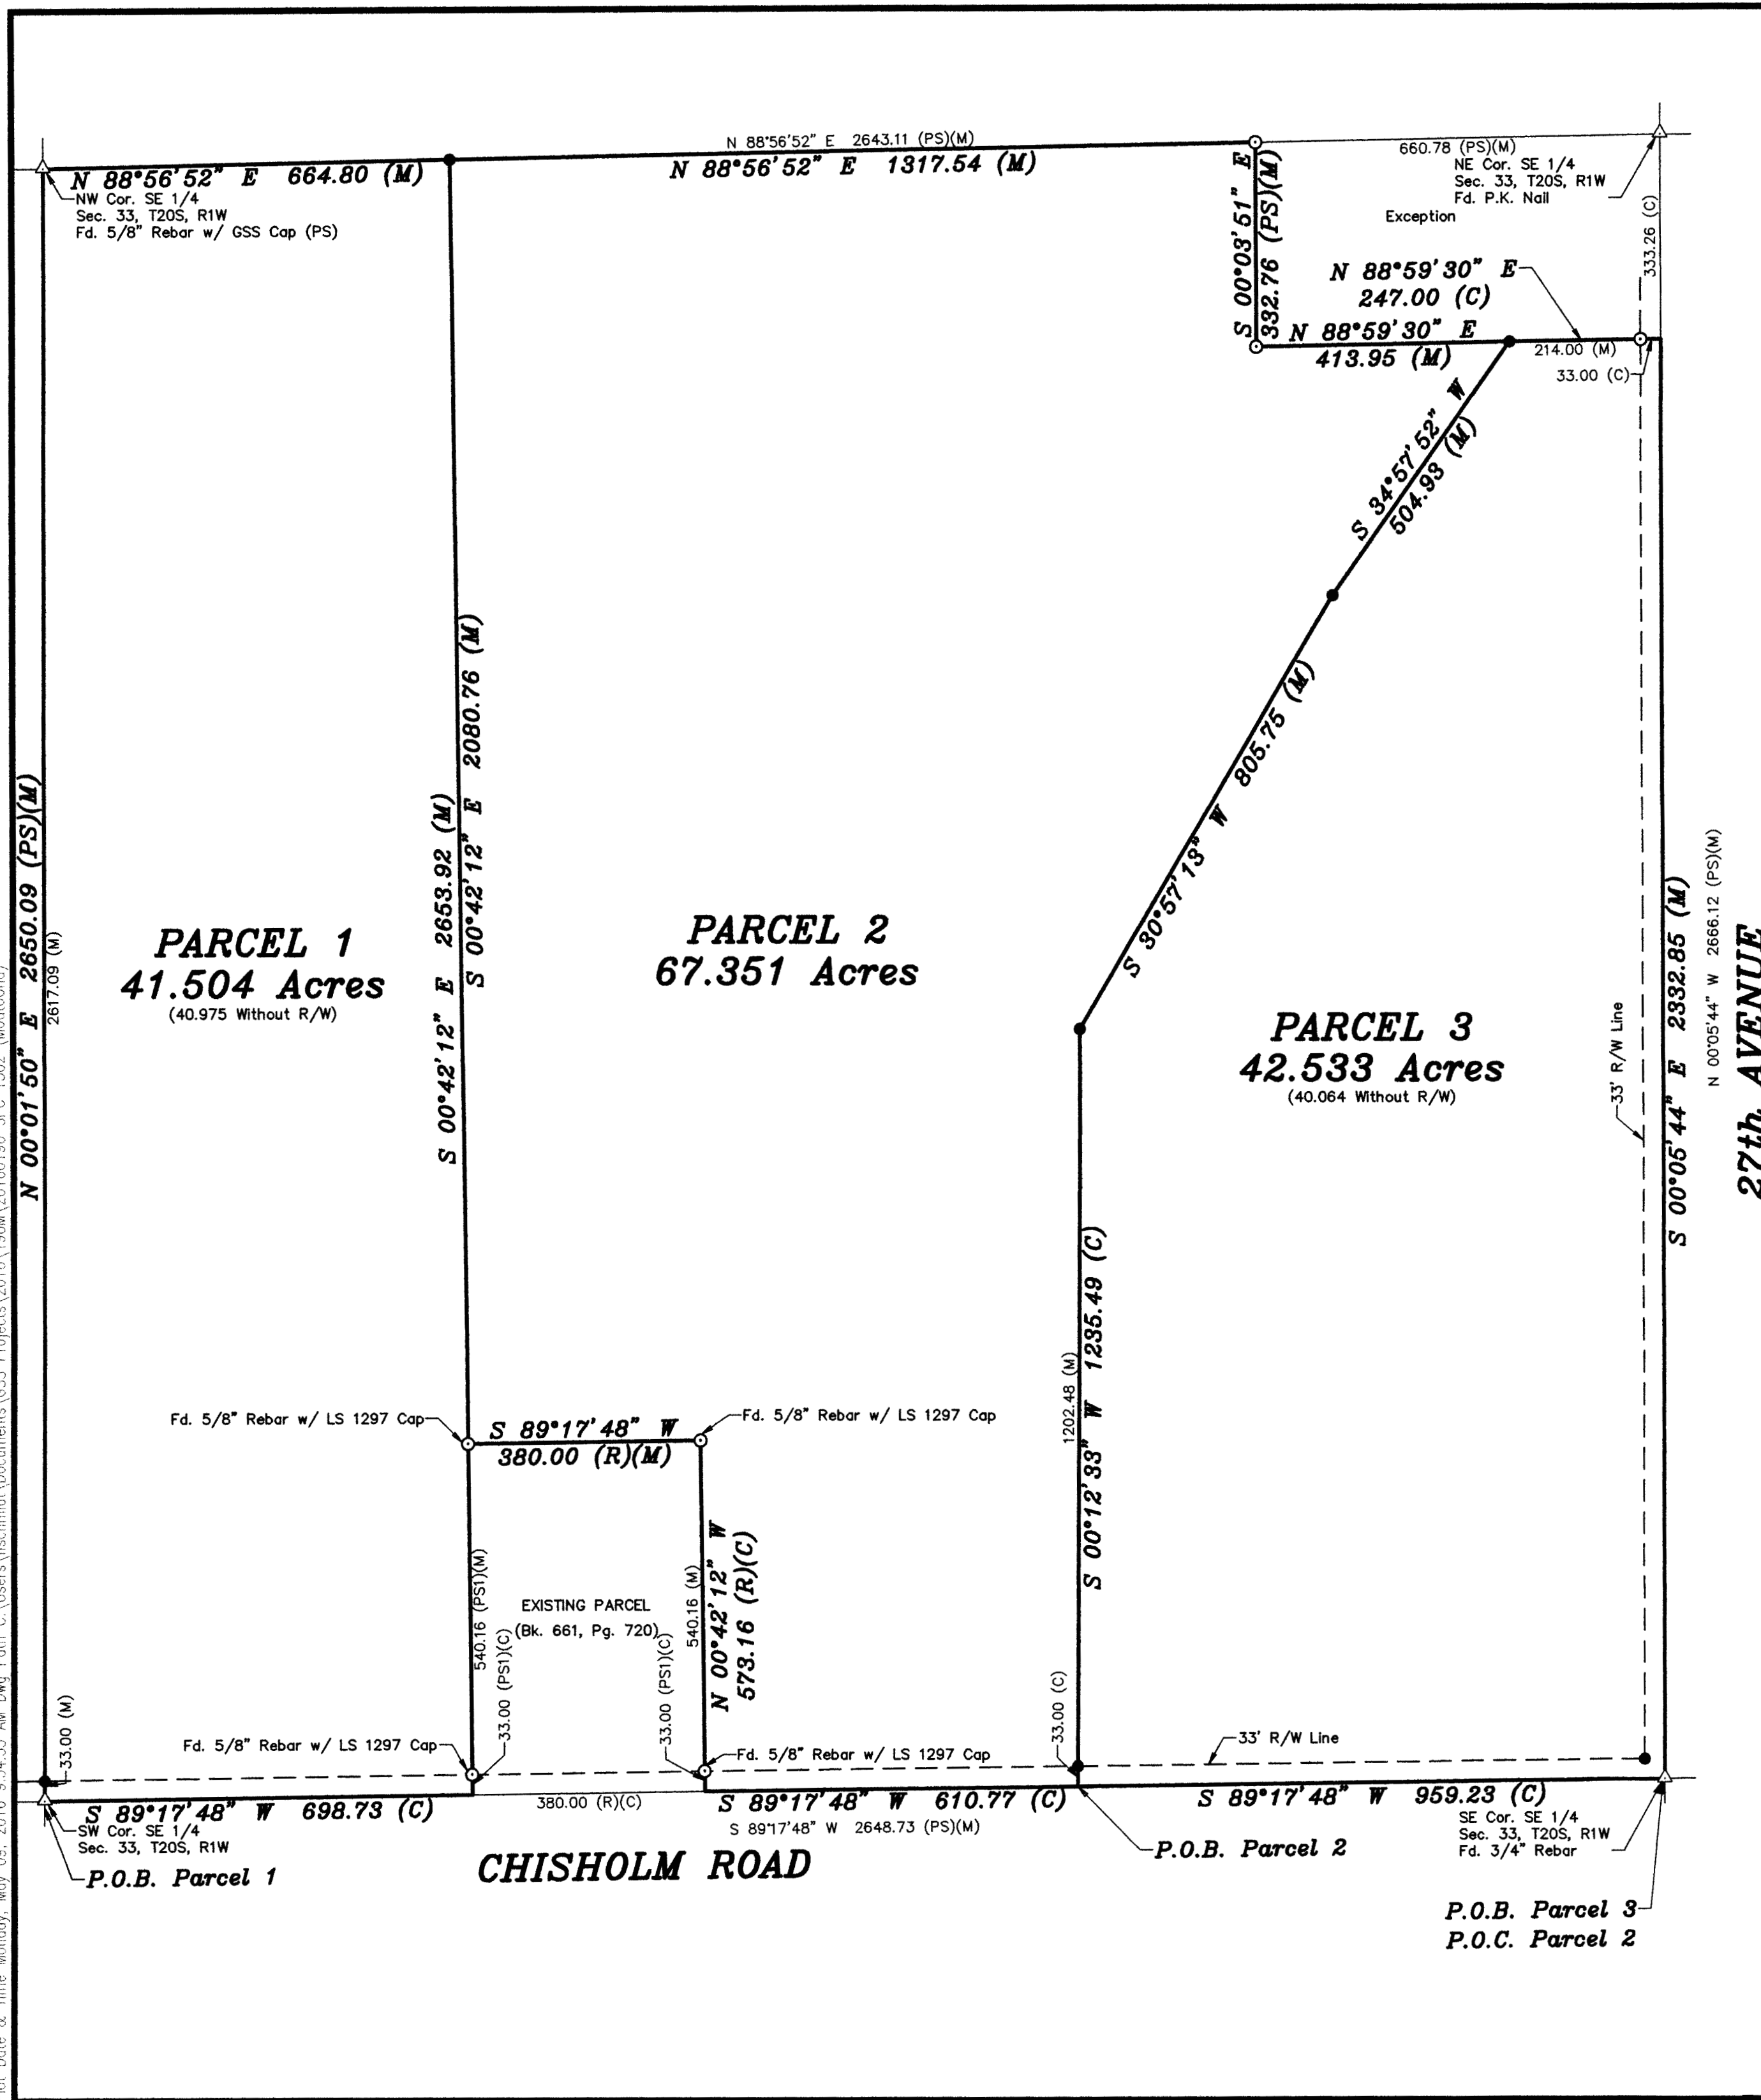 N 88°56'52" E 2643.11 (PS)(M)
N 88°56'52" E 664.80 (M)
N 88°56'52" E 1317.54 (M)
NW Cor. SE 1/4
Sec. 33, T20S, R1W
Fd. 5/8" Rebar w/ GSS Cap (PS)
660.78 (PS)(M)
NE Cor. SE 1/4
Sec. 33, T20S, R1W
Fd. P.K. Nail
Exception
S 00°03'51" E
332.76 (PS)(M)
333.26 (C)
N 88°59'30" E
247.00 (C)
N 88°59'30" E
413.95 (M)
214.00 (M)
33.00 (C)
S 34°57'52" W
504.93 (M)
S 30°57'13" W 805.75 (M)
N 00°01'50" E 2650.09 (PS)(M)
2617.09 (M)
S 00°42'12" E 2653.92 (M)
S 00°42'12" E 2080.76 (M)
PARCEL 1
41.504 Acres
(40.975 Without R/W)
PARCEL 2
67.351 Acres
PARCEL 3
42.533 Acres
(40.064 Without R/W)
33' R/W Line
S 00°05'44" E 2332.85 (M)
N 00°05'44" W 2666.12 (PS)(M)
27th AVENUE
S 00°12'33" W 1235.49 (C)
1202.48 (M)
Fd. 5/8" Rebar w/ LS 1297 Cap
S 89°17'48" W
380.00 (R)(M)
Fd. 5/8" Rebar w/ LS 1297 Cap
540.16 (PS1)(M)
EXISTING PARCEL
(Bk. 661, Pg. 720)
540.16 (M)
N 00°42'12" W
573.16 (R)(C)
33.00 (M)
33.00 (PS1)(C)
33.00 (PS1)(C)
33.00 (C)
Fd. 5/8" Rebar w/ LS 1297 Cap
Fd. 5/8" Rebar w/ LS 1297 Cap
33' R/W Line
S 89°17'48" W 698.73 (C)
380.00 (R)(C)
S 89°17'48" W 610.77 (C)
S 89°17'48" W 959.23 (C)
S 89°17'48" W 2648.73 (PS)(M)
SW Cor. SE 1/4
Sec. 33, T20S, R1W
P.O.B. Parcel 1
CHISHOLM ROAD
P.O.B. Parcel 2
SE Cor. SE 1/4
Sec. 33, T20S, R1W
Fd. 3/4" Rebar
P.O.B. Parcel 3
P.O.C. Parcel 2